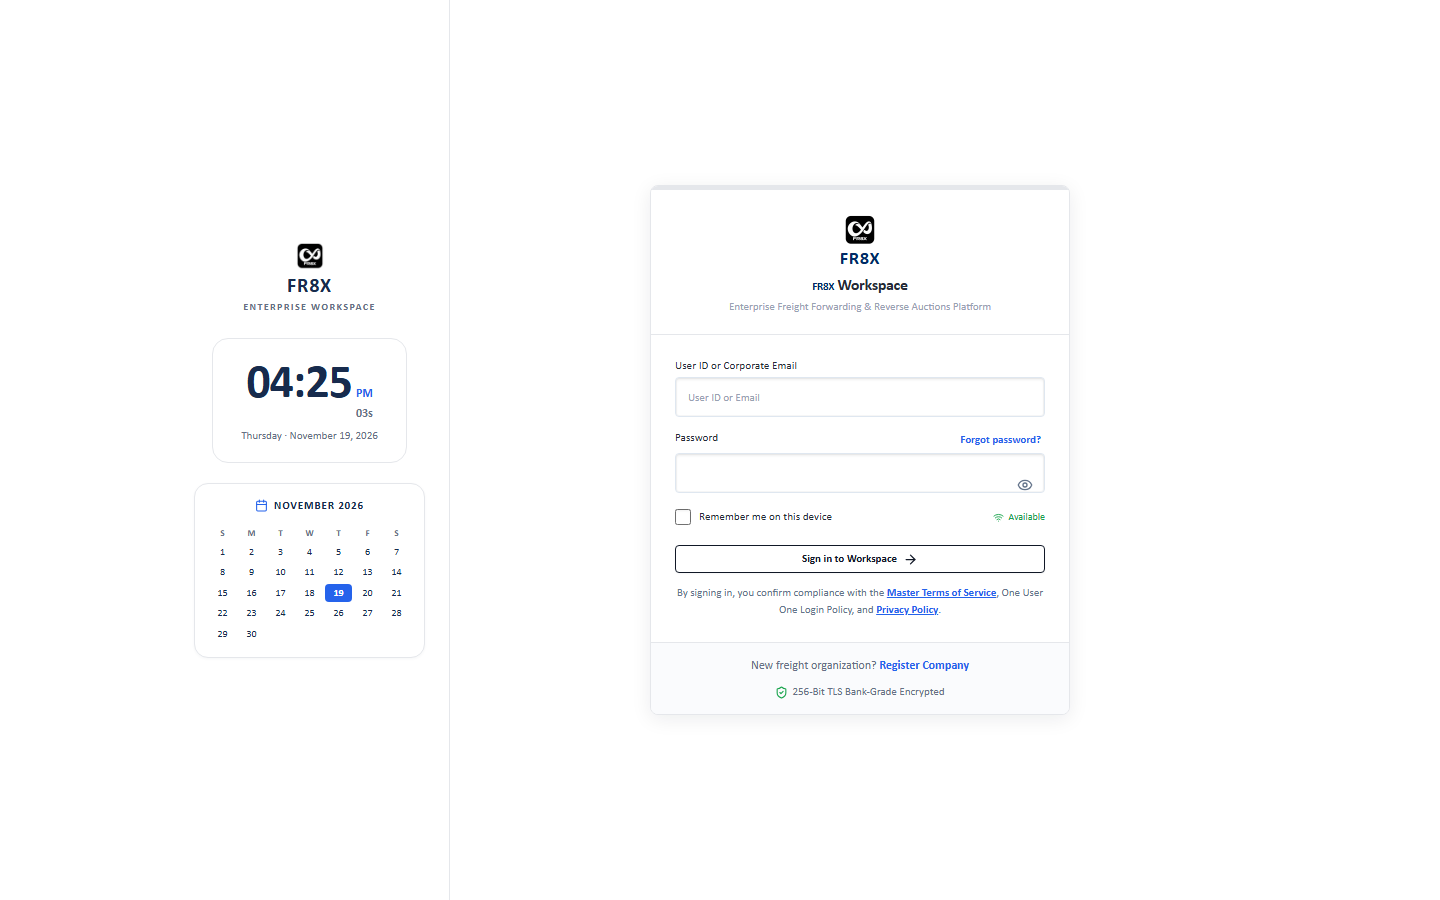 FR8X
ENTERPRISE WORKSPACE
04:25 PM
03s
Thursday · November 19, 2026
NOVEMBER 2026
S M T W T F S
1 2 3 4 5 6 7
8 9 10 11 12 13 14
15 16 17 18 19 20 21
22 23 24 25 26 27 28
29 30
FR8X
FR8X Workspace
Enterprise Freight Forwarding & Reverse Auctions Platform
User ID or Corporate Email
User ID or Email
Password
Forgot password?
Remember me on this device
Available
Sign in to Workspace
By signing in, you confirm compliance with the Master Terms of Service, One User
One Login Policy, and Privacy Policy.
New freight organization? Register Company
256-Bit TLS Bank-Grade Encrypted